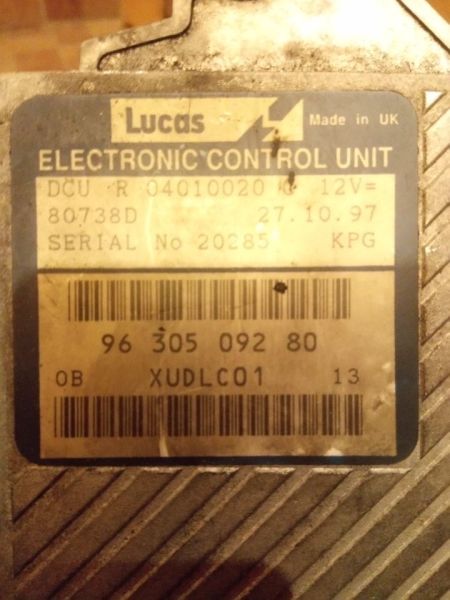 Lucas Made in UK
ELECTRONIC CONTROL UNIT
DCU R 04010020 12V=
80738D 27.10.97
SERIAL No 20285 KPG
96 305 092 80
0B XUDLC01 13